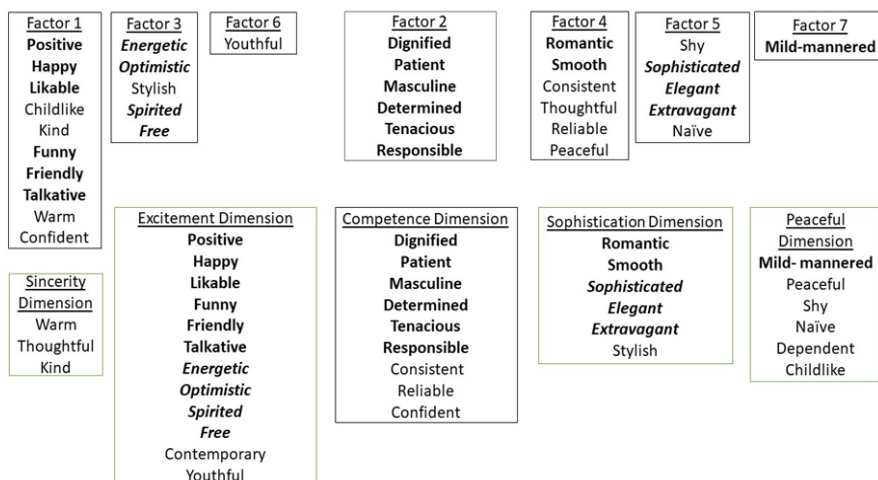 Factor 1
Positive
Happy
Likable
Childlike
Kind
Funny
Friendly
Talkative
Warm
Confident
Factor 3
Energetic
Optimistic
Stylish
Spirited
Free
Factor 6
Youthful
Factor 2
Dignified
Patient
Masculine
Determined
Tenacious
Responsible
Factor 4
Romantic
Smooth
Consistent
Thoughtful
Reliable
Peaceful
Factor 5
Shy
Sophisticated
Elegant
Extravagant
Naïve
Factor 7
Mild-mannered
Sincerity
Dimension
Warm
Thoughtful
Kind
Excitement Dimension
Positive
Happy
Likable
Funny
Friendly
Talkative
Energetic
Optimistic
Spirited
Free
Contemporary
Youthful
Competence Dimension
Dignified
Patient
Masculine
Determined
Tenacious
Responsible
Consistent
Reliable
Confident
Sophistication Dimension
Romantic
Smooth
Sophisticated
Elegant
Extravagant
Stylish
Peaceful
Dimension
Mild- mannered
Peaceful
Shy
Naïve
Dependent
Childlike